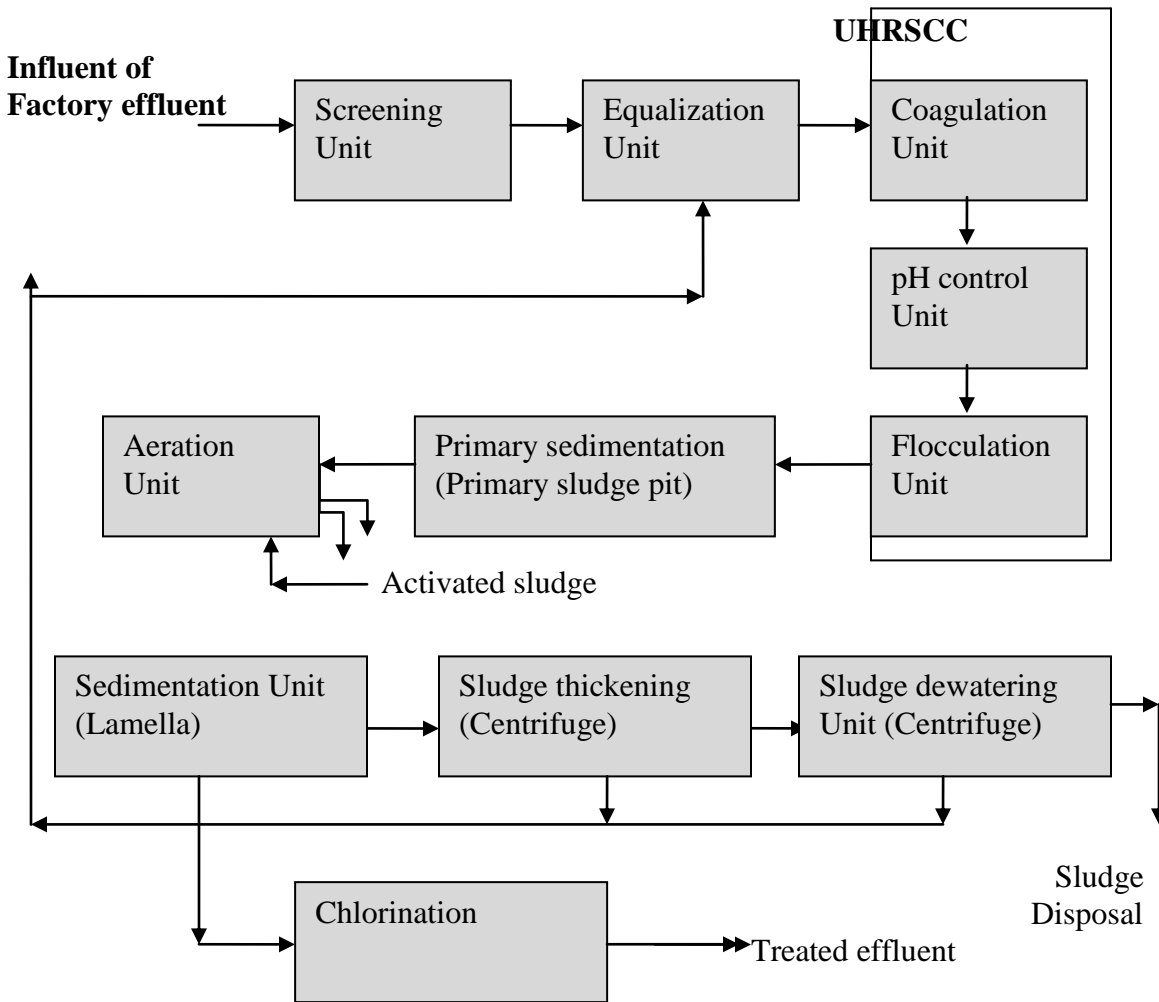 UHRSCC
Influent of
Factory effluent
Screening
Unit
Equalization
Unit
Coagulation
Unit
pH control
Unit
Aeration
Unit
Primary sedimentation
(Primary sludge pit)
Flocculation
Unit
Activated sludge
Sedimentation Unit
(Lamella)
Sludge thickening
(Centrifuge)
Sludge dewatering
Unit (Centrifuge)
Sludge
Disposal
Chlorination
Treated effluent